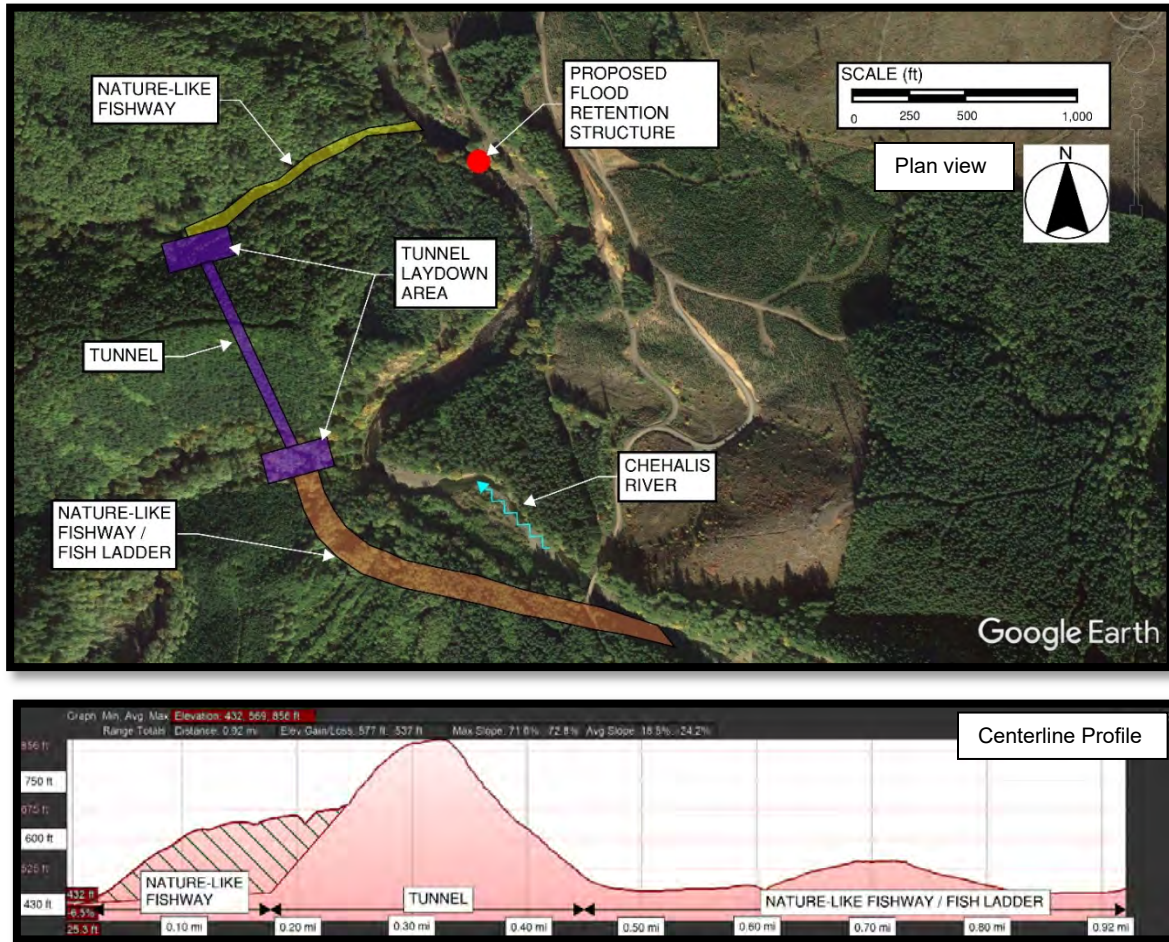 NATURE-LIKE
FISHWAY
PROPOSED
FLOOD
RETENTION
STRUCTURE
SCALE (ft)
0 250 500 1,000
Plan view
N
TUNNEL
LAYDOWN
AREA
TUNNEL
CHEHALIS
RIVER
NATURE-LIKE
FISHWAY /
FISH LADDER
Google Earth
Graph: Min, Avg, Max Elevation: 432, 569, 856 ft
Range Totals: Distance: 0.92 mi Elev Gain/Loss: 577 ft, -537 ft Max Slope: 71.0%, -72.8% Avg Slope: 18.5%, -24.2%
Centerline Profile
856 ft
750 ft
675 ft
600 ft
525 ft
430 ft
432 ft
-6.5%
25.3 ft
NATURE-LIKE
FISHWAY
TUNNEL
NATURE-LIKE FISHWAY / FISH LADDER
0.10 mi 0.20 mi 0.30 mi 0.40 mi 0.50 mi 0.60 mi 0.70 mi 0.80 mi 0.92 mi